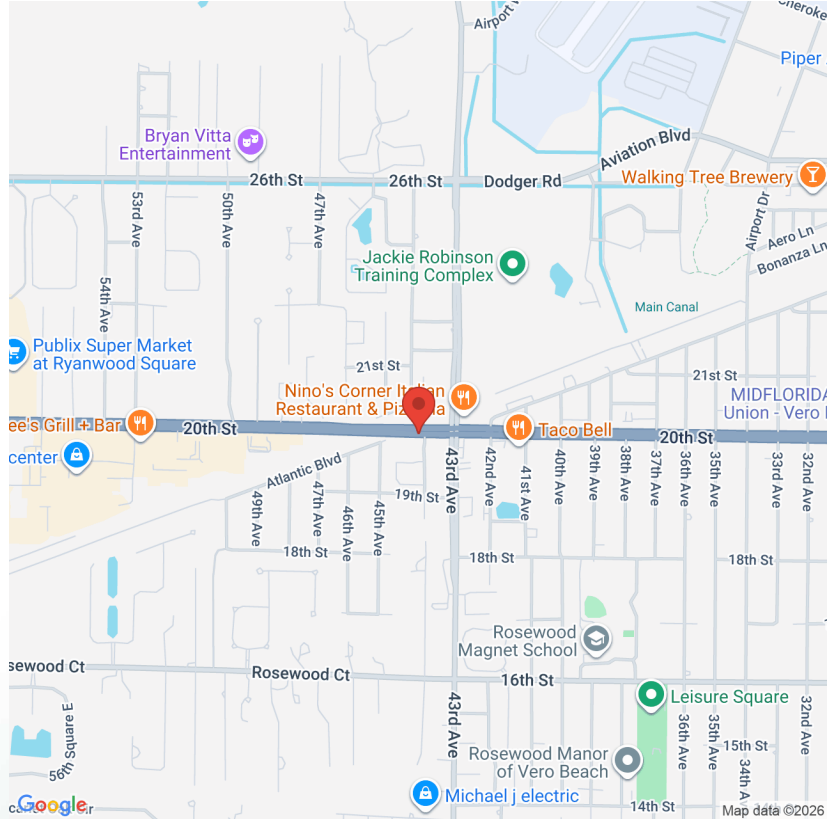 Airport
Cheroke
Piper
Bryan Vitta
Entertainment
Aviation Blvd
26th St
26th St
Dodger Rd
Walking Tree Brewery
53rd Ave
50th Ave
47th Ave
Airport Dr
Aero Ln
Bonanza Ln
Jackie Robinson
Training Complex
54th Ave
Main Canal
Publix Super Market
at Ryanwood Square
21st St
21st St
Nino's Corner Italian
Restaurant &
MIDFLORIDA
Union - Vero
ee's Grill + Bar
20th St
Taco Bell
20th St
center
Atlantic Blvd
43rd Ave
42nd Ave
41st Ave
40th Ave
39th Ave
38th Ave
37th Ave
36th Ave
35th Ave
33rd Ave
32nd Ave
49th Ave
47th Ave
46th Ave
45th Ave
19th St
18th St
18th St
18th St
Rosewood
Magnet School
sewood Ct
Rosewood Ct
16th St
Leisure Square
56th Square E
43rd Ave
36th Ave
35th Ave
34th Ave
32nd Ave
15th St
Rosewood Manor
of Vero Beach
Michael j electric
14th St
Google
Map data ©2026